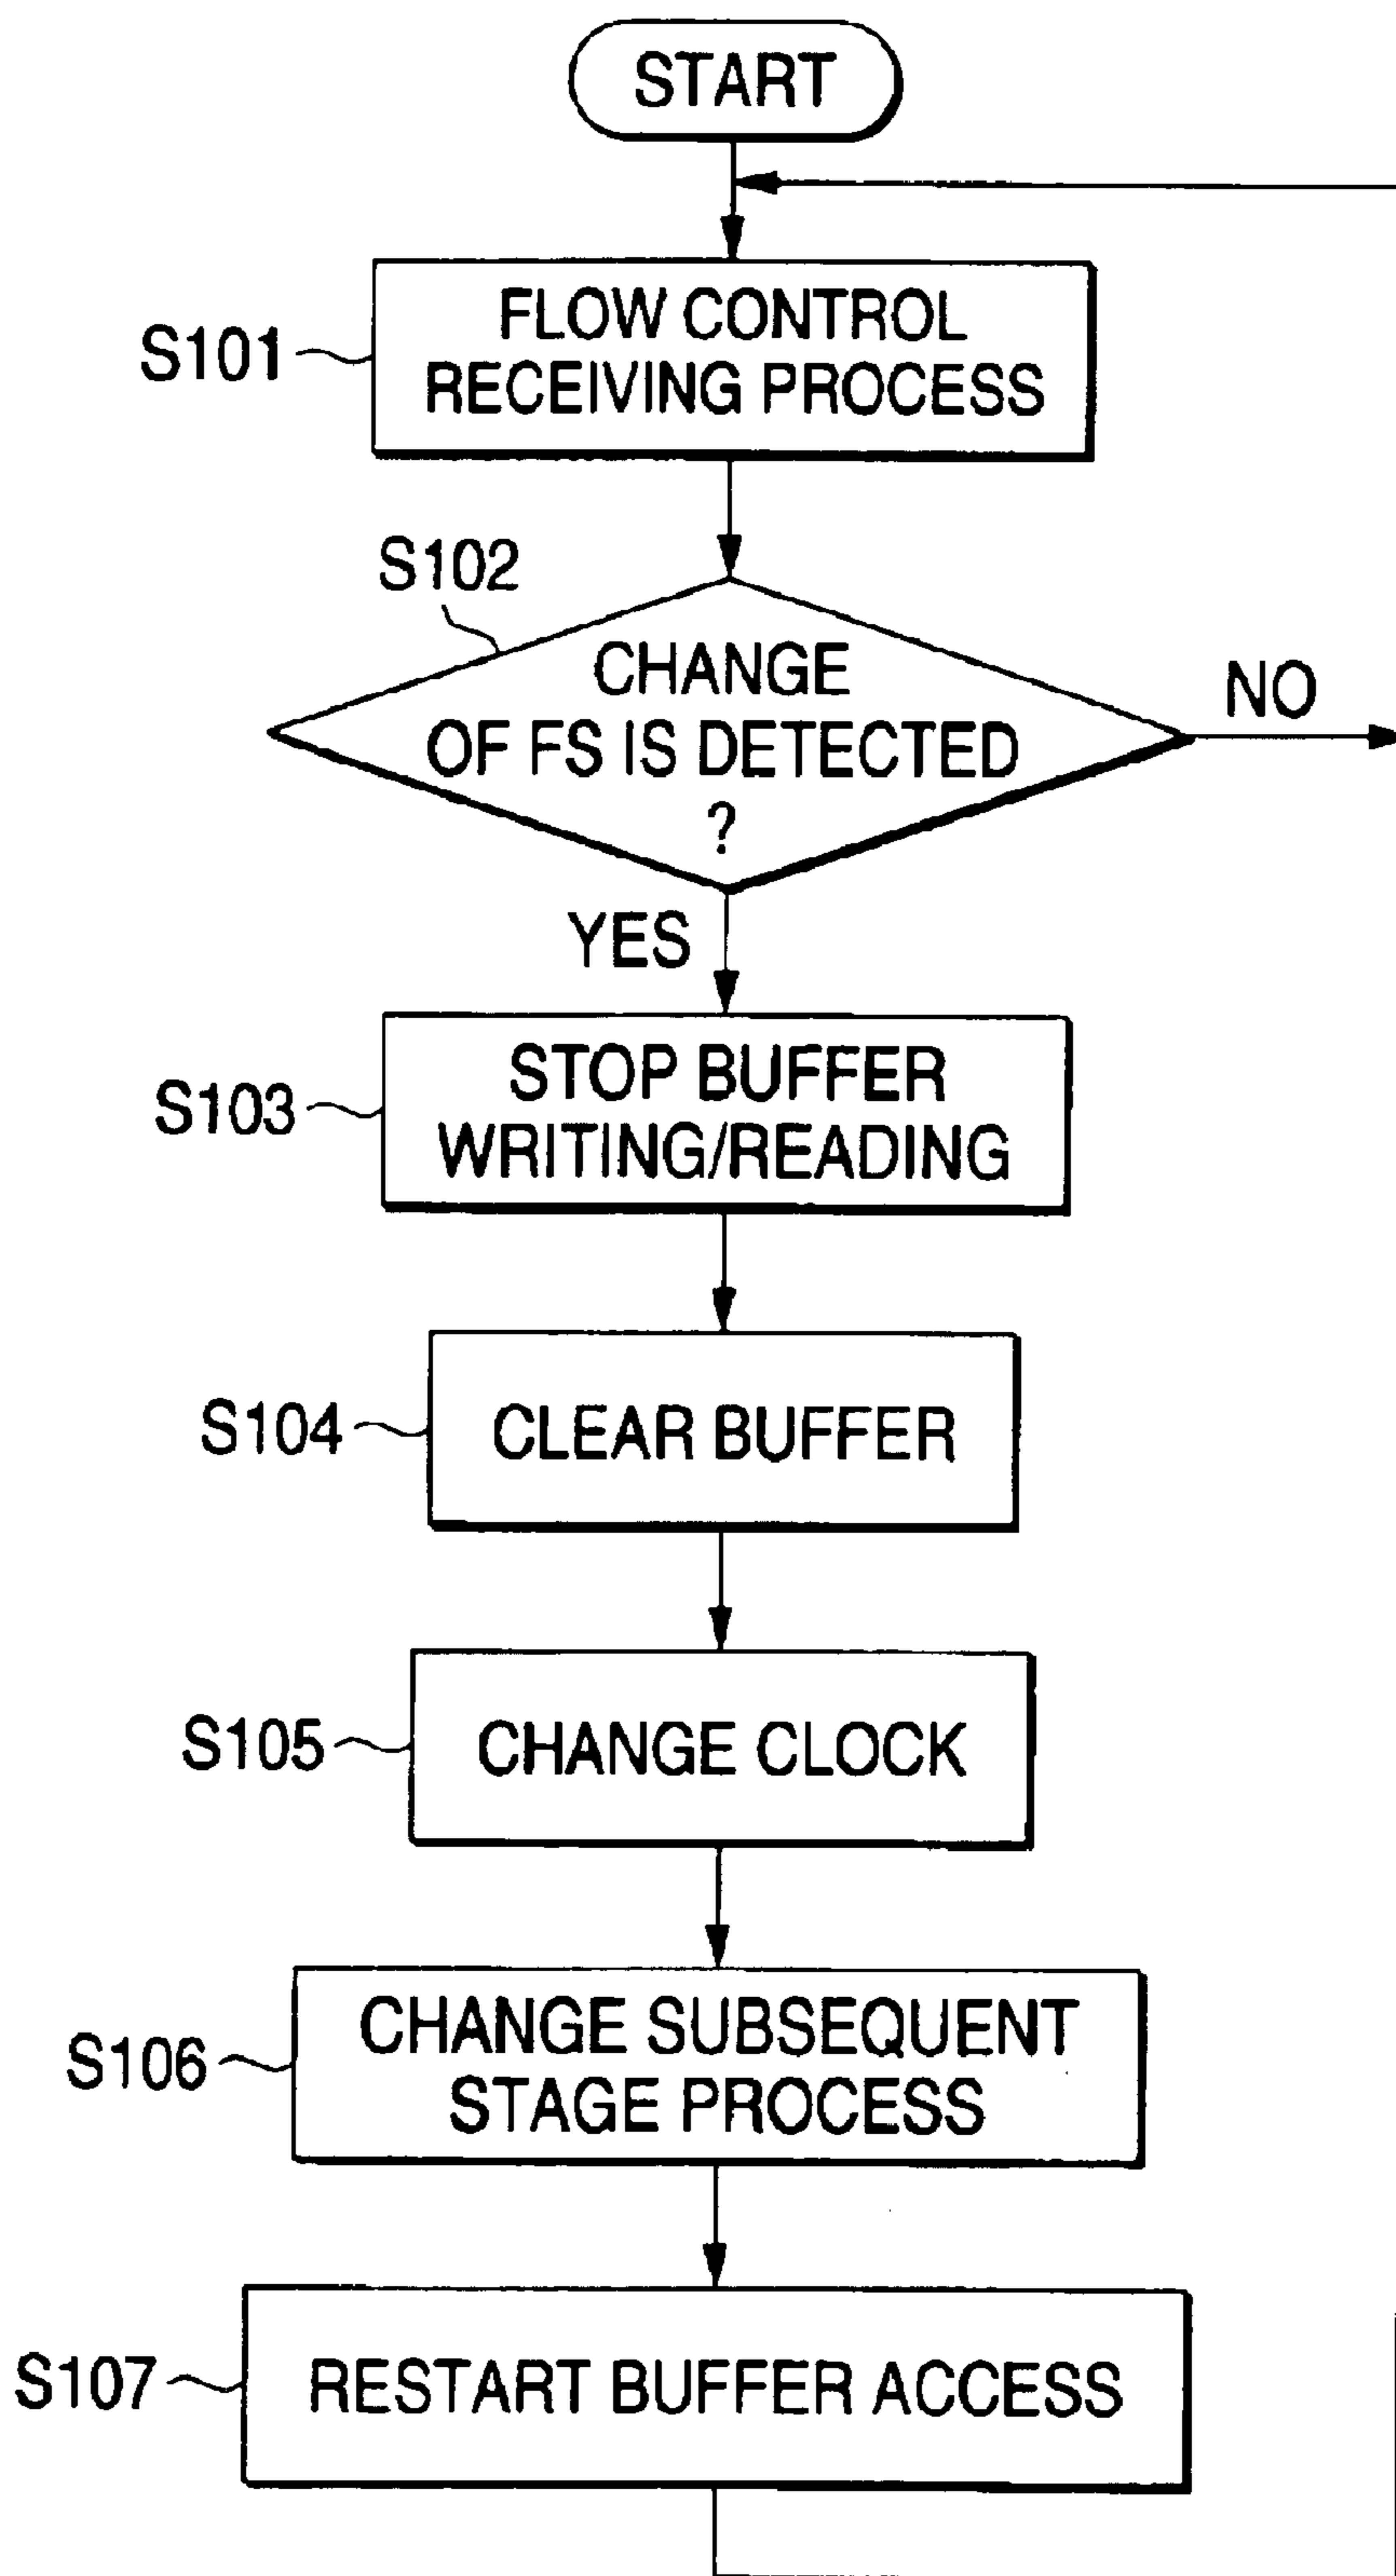 START
S101
FLOW CONTROL
RECEIVING PROCESS
S102
CHANGE
OF FS IS DETECTED
?
NO
YES
S103
STOP BUFFER
WRITING/READING
S104
CLEAR BUFFER
S105
CHANGE CLOCK
S106
CHANGE SUBSEQUENT
STAGE PROCESS
S107
RESTART BUFFER ACCESS